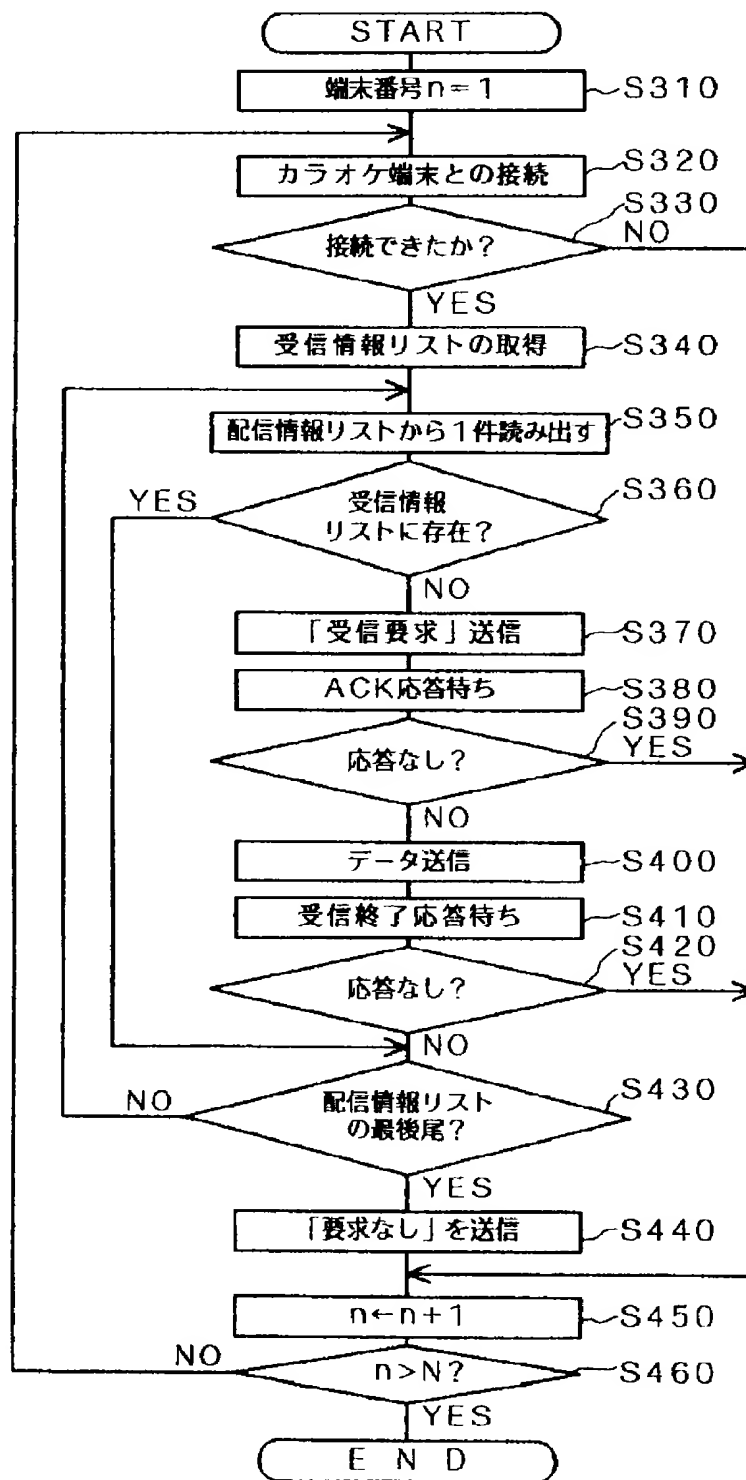 START
端末番号n=1
S310
カラオケ端末との接続
S320
接続できたか?
S330
NO
YES
受信情報リストの取得
S340
配信情報リストから1件読み出す
S350
YES
受信情報
リストに存在?
S360
NO
「受信要求」送信
S370
ACK応答待ち
S380
応答なし?
S390
YES
NO
データ送信
S400
受信終了応答待ち
S410
応答なし?
S420
YES
NO
NO
配信情報リスト
の最後尾?
S430
YES
「要求なし」を送信
S440
n←n+1
S450
NO
n>N?
S460
YES
END